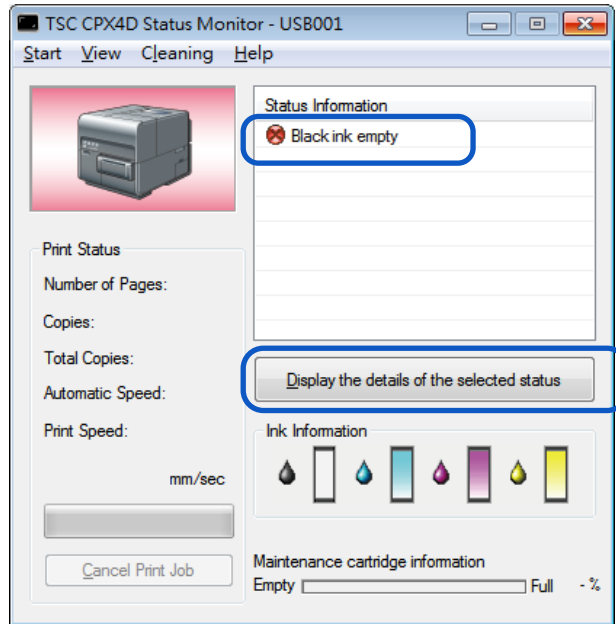 TSC CPX4D Status Monitor - USB001
Start View Cleaning Help
Status Information
Black ink empty
Print Status
Number of Pages:
Copies:
Total Copies:
Automatic Speed:
Print Speed:
mm/sec
Cancel Print Job
Display the details of the selected status
Ink Information
Maintenance cartridge information
Empty Full - %